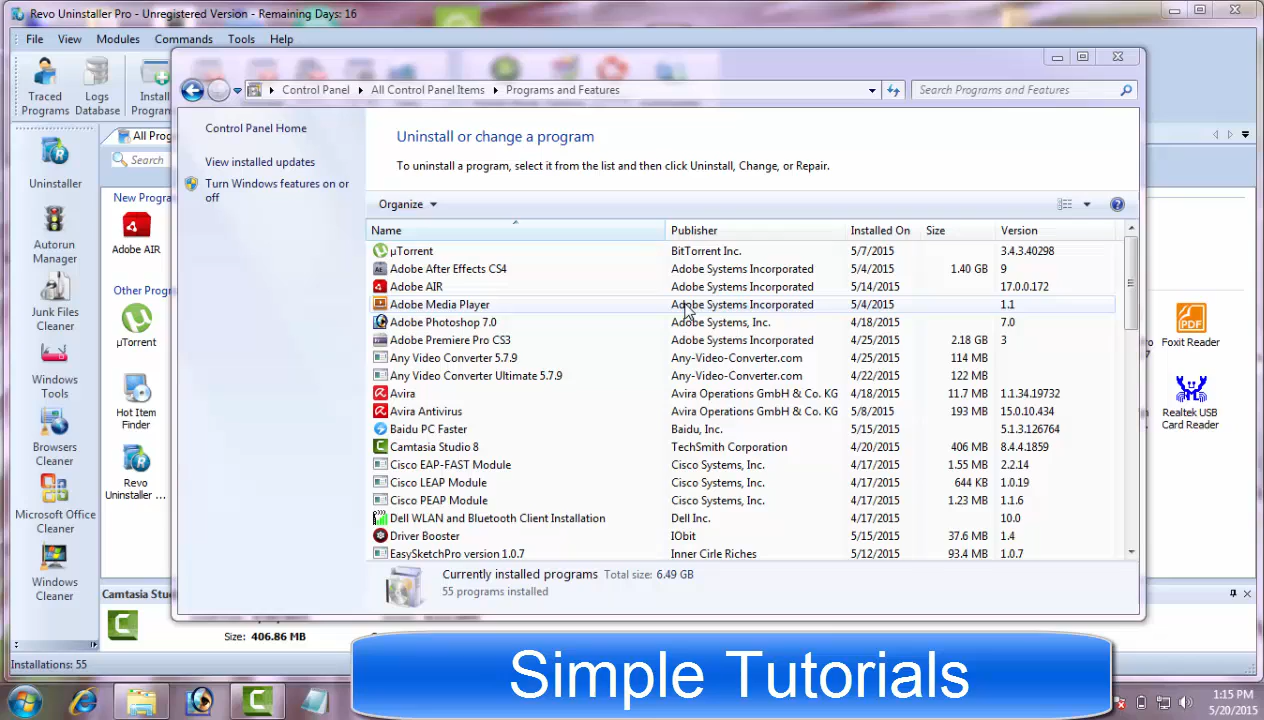 Revo Uninstaller Pro - Unregistered Version - Remaining Days: 16
File View Modules Commands Tools Help
Traced Programs
Logs Database
Install
Program
Control Panel All Control Panel Items Programs and Features
Search Programs and Features
All Prog
Search
Uninstaller
Autorun Manager
Junk Files Cleaner
Windows Tools
Browsers Cleaner
Microsoft Office Cleaner
Windows Cleaner
New Progra
Adobe AIR
Other Progr
µTorrent
Hot Item Finder
Revo Uninstaller ...
Control Panel Home
View installed updates
Turn Windows features on or off
Uninstall or change a program
To uninstall a program, select it from the list and then click Uninstall, Change, or Repair.
Organize
Name Publisher Installed On Size Version
µTorrent BitTorrent Inc. 5/7/2015 3.4.3.40298
Adobe After Effects CS4 Adobe Systems Incorporated 5/4/2015 1.40 GB 9
Adobe AIR Adobe Systems Incorporated 5/14/2015 17.0.0.172
Adobe Media Player Adobe Systems Incorporated 5/4/2015 1.1
Adobe Photoshop 7.0 Adobe Systems, Inc. 4/18/2015 7.0
Adobe Premiere Pro CS3 Adobe Systems Incorporated 4/25/2015 2.18 GB 3
Any Video Converter 5.7.9 Any-Video-Converter.com 4/25/2015 114 MB
Any Video Converter Ultimate 5.7.9 Any-Video-Converter.com 4/22/2015 122 MB
Avira Avira Operations GmbH & Co. KG 4/18/2015 11.7 MB 1.1.34.19732
Avira Antivirus Avira Operations GmbH & Co. KG 5/8/2015 193 MB 15.0.10.434
Baidu PC Faster Baidu, Inc. 5/15/2015 5.1.3.126764
Camtasia Studio 8 TechSmith Corporation 4/20/2015 406 MB 8.4.4.1859
Cisco EAP-FAST Module Cisco Systems, Inc. 4/17/2015 1.55 MB 2.2.14
Cisco LEAP Module Cisco Systems, Inc. 4/17/2015 644 KB 1.0.19
Cisco PEAP Module Cisco Systems, Inc. 4/17/2015 1.23 MB 1.1.6
Dell WLAN and Bluetooth Client Installation Dell Inc. 4/17/2015 10.0
Driver Booster IObit 5/15/2015 37.6 MB 1.4
EasySketchPro version 1.0.7 Inner Cirle Riches 5/12/2015 93.4 MB 1.0.7
Currently installed programs Total size: 6.49 GB
55 programs installed
Foxit Reader
Realtek USB Card Reader
Camtasia Stu
Size: 406.86 MB
Installations: 55
Simple Tutorials
1:15 PM
5/20/2015